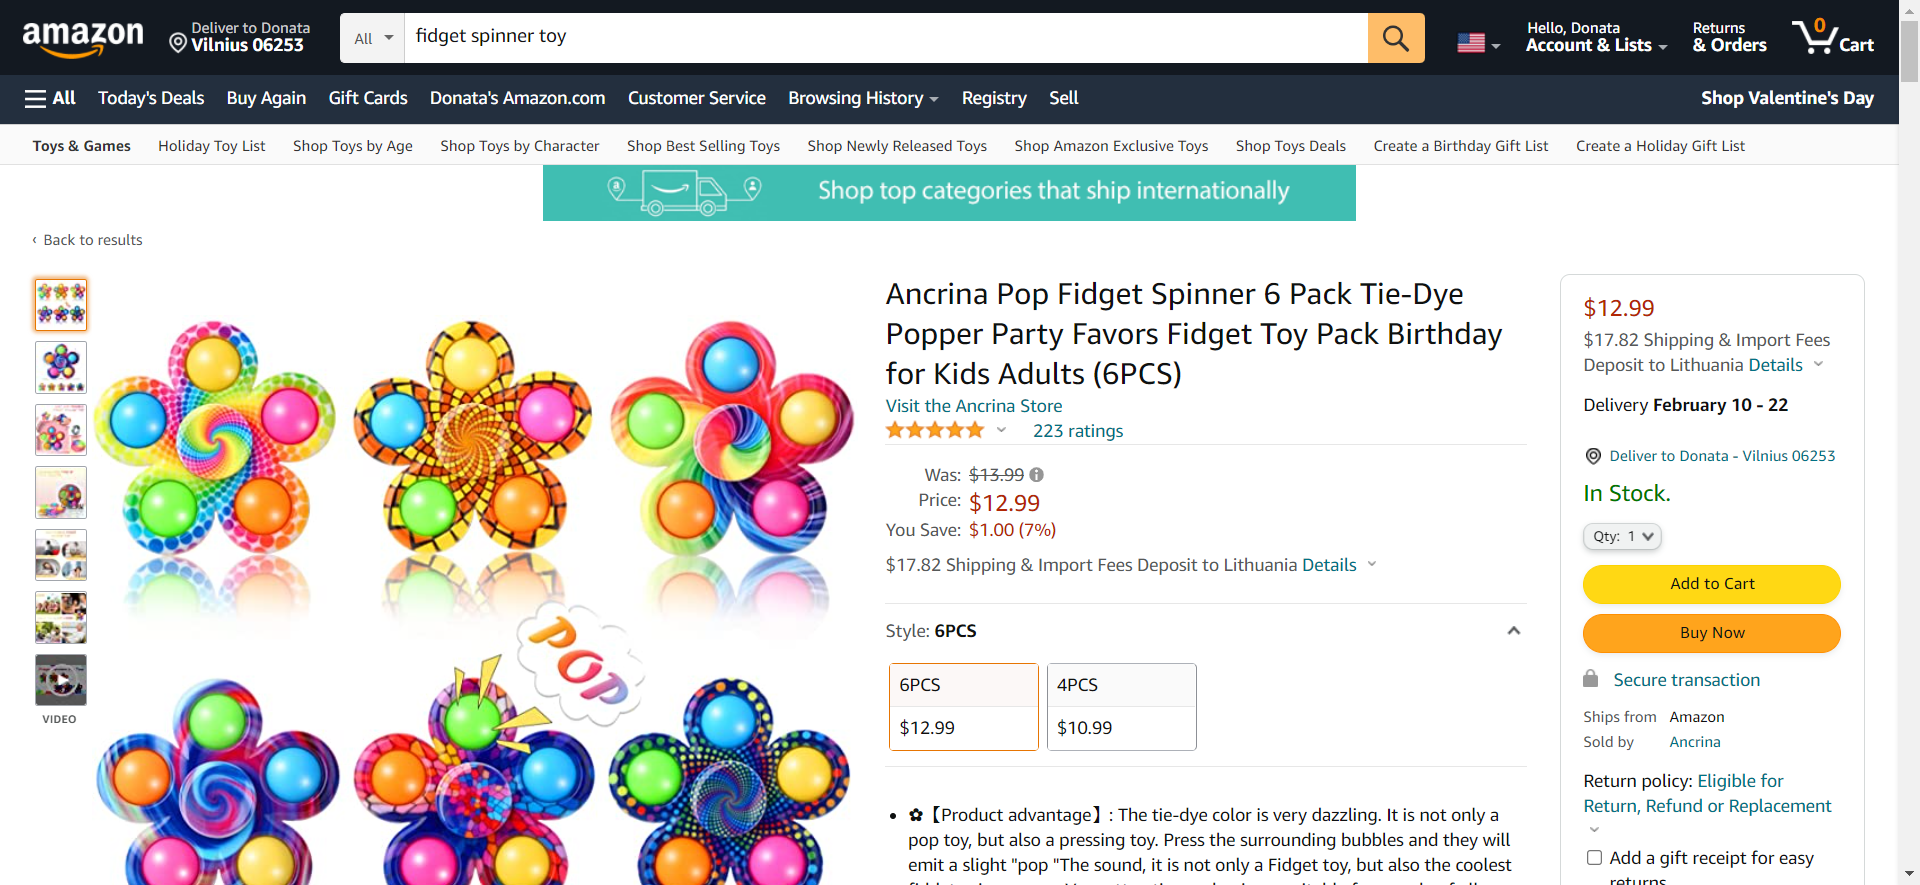 amazon
Deliver to Donata
Vilnius 06253
All
fidget spinner toy
Hello, Donata
Account & Lists
Returns
& Orders
0
Cart
All
Today's Deals
Buy Again
Gift Cards
Donata's Amazon.com
Customer Service
Browsing History
Registry
Sell
Shop Valentine's Day
Toys & Games
Holiday Toy List
Shop Toys by Age
Shop Toys by Character
Shop Best Selling Toys
Shop Newly Released Toys
Shop Amazon Exclusive Toys
Shop Toys Deals
Create a Birthday Gift List
Create a Holiday Gift List
Shop top categories that ship internationally
‹ Back to results
VIDEO
POP
Ancrina Pop Fidget Spinner 6 Pack Tie-Dye
Popper Party Favors Fidget Toy Pack Birthday
for Kids Adults (6PCS)
Visit the Ancrina Store
223 ratings
Was: $13.99
Price: $12.99
You Save: $1.00 (7%)
$17.82 Shipping & Import Fees Deposit to Lithuania Details
Style: 6PCS
6PCS
$12.99
4PCS
$10.99
• ✿【Product advantage】: The tie-dye color is very dazzling. It is not only a
pop toy, but also a pressing toy. Press the surrounding bubbles and they will
emit a slight "pop "The sound, it is not only a Fidget toy, but also the coolest
$12.99
$17.82 Shipping & Import Fees
Deposit to Lithuania Details
Delivery February 10 - 22
Deliver to Donata - Vilnius 06253
In Stock.
Qty: 1
Add to Cart
Buy Now
Secure transaction
Ships from Amazon
Sold by Ancrina
Return policy: Eligible for
Return, Refund or Replacement
Add a gift receipt for easy
returns